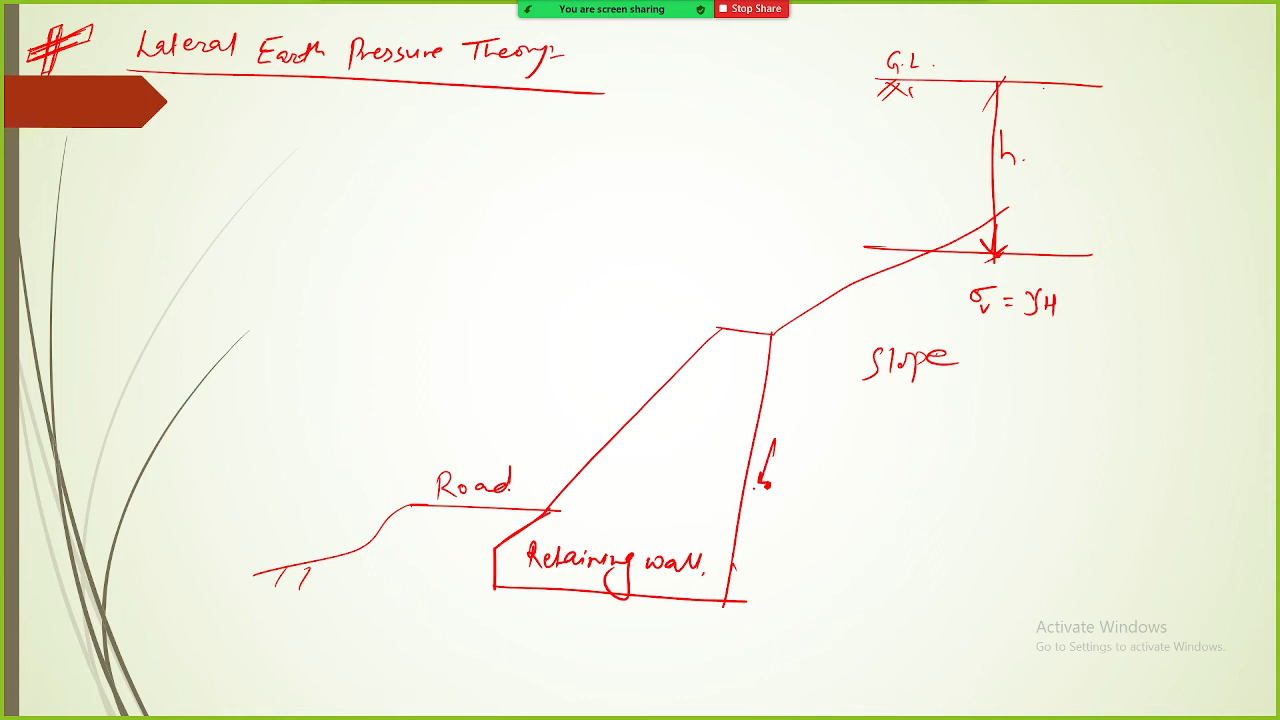 You are screen sharing
Stop Share
# Lateral Earth Pressure Theory:
G.L.
h.
σv = γH
Slope
Road
Retaining wall.
Activate Windows
Go to Settings to activate Windows.